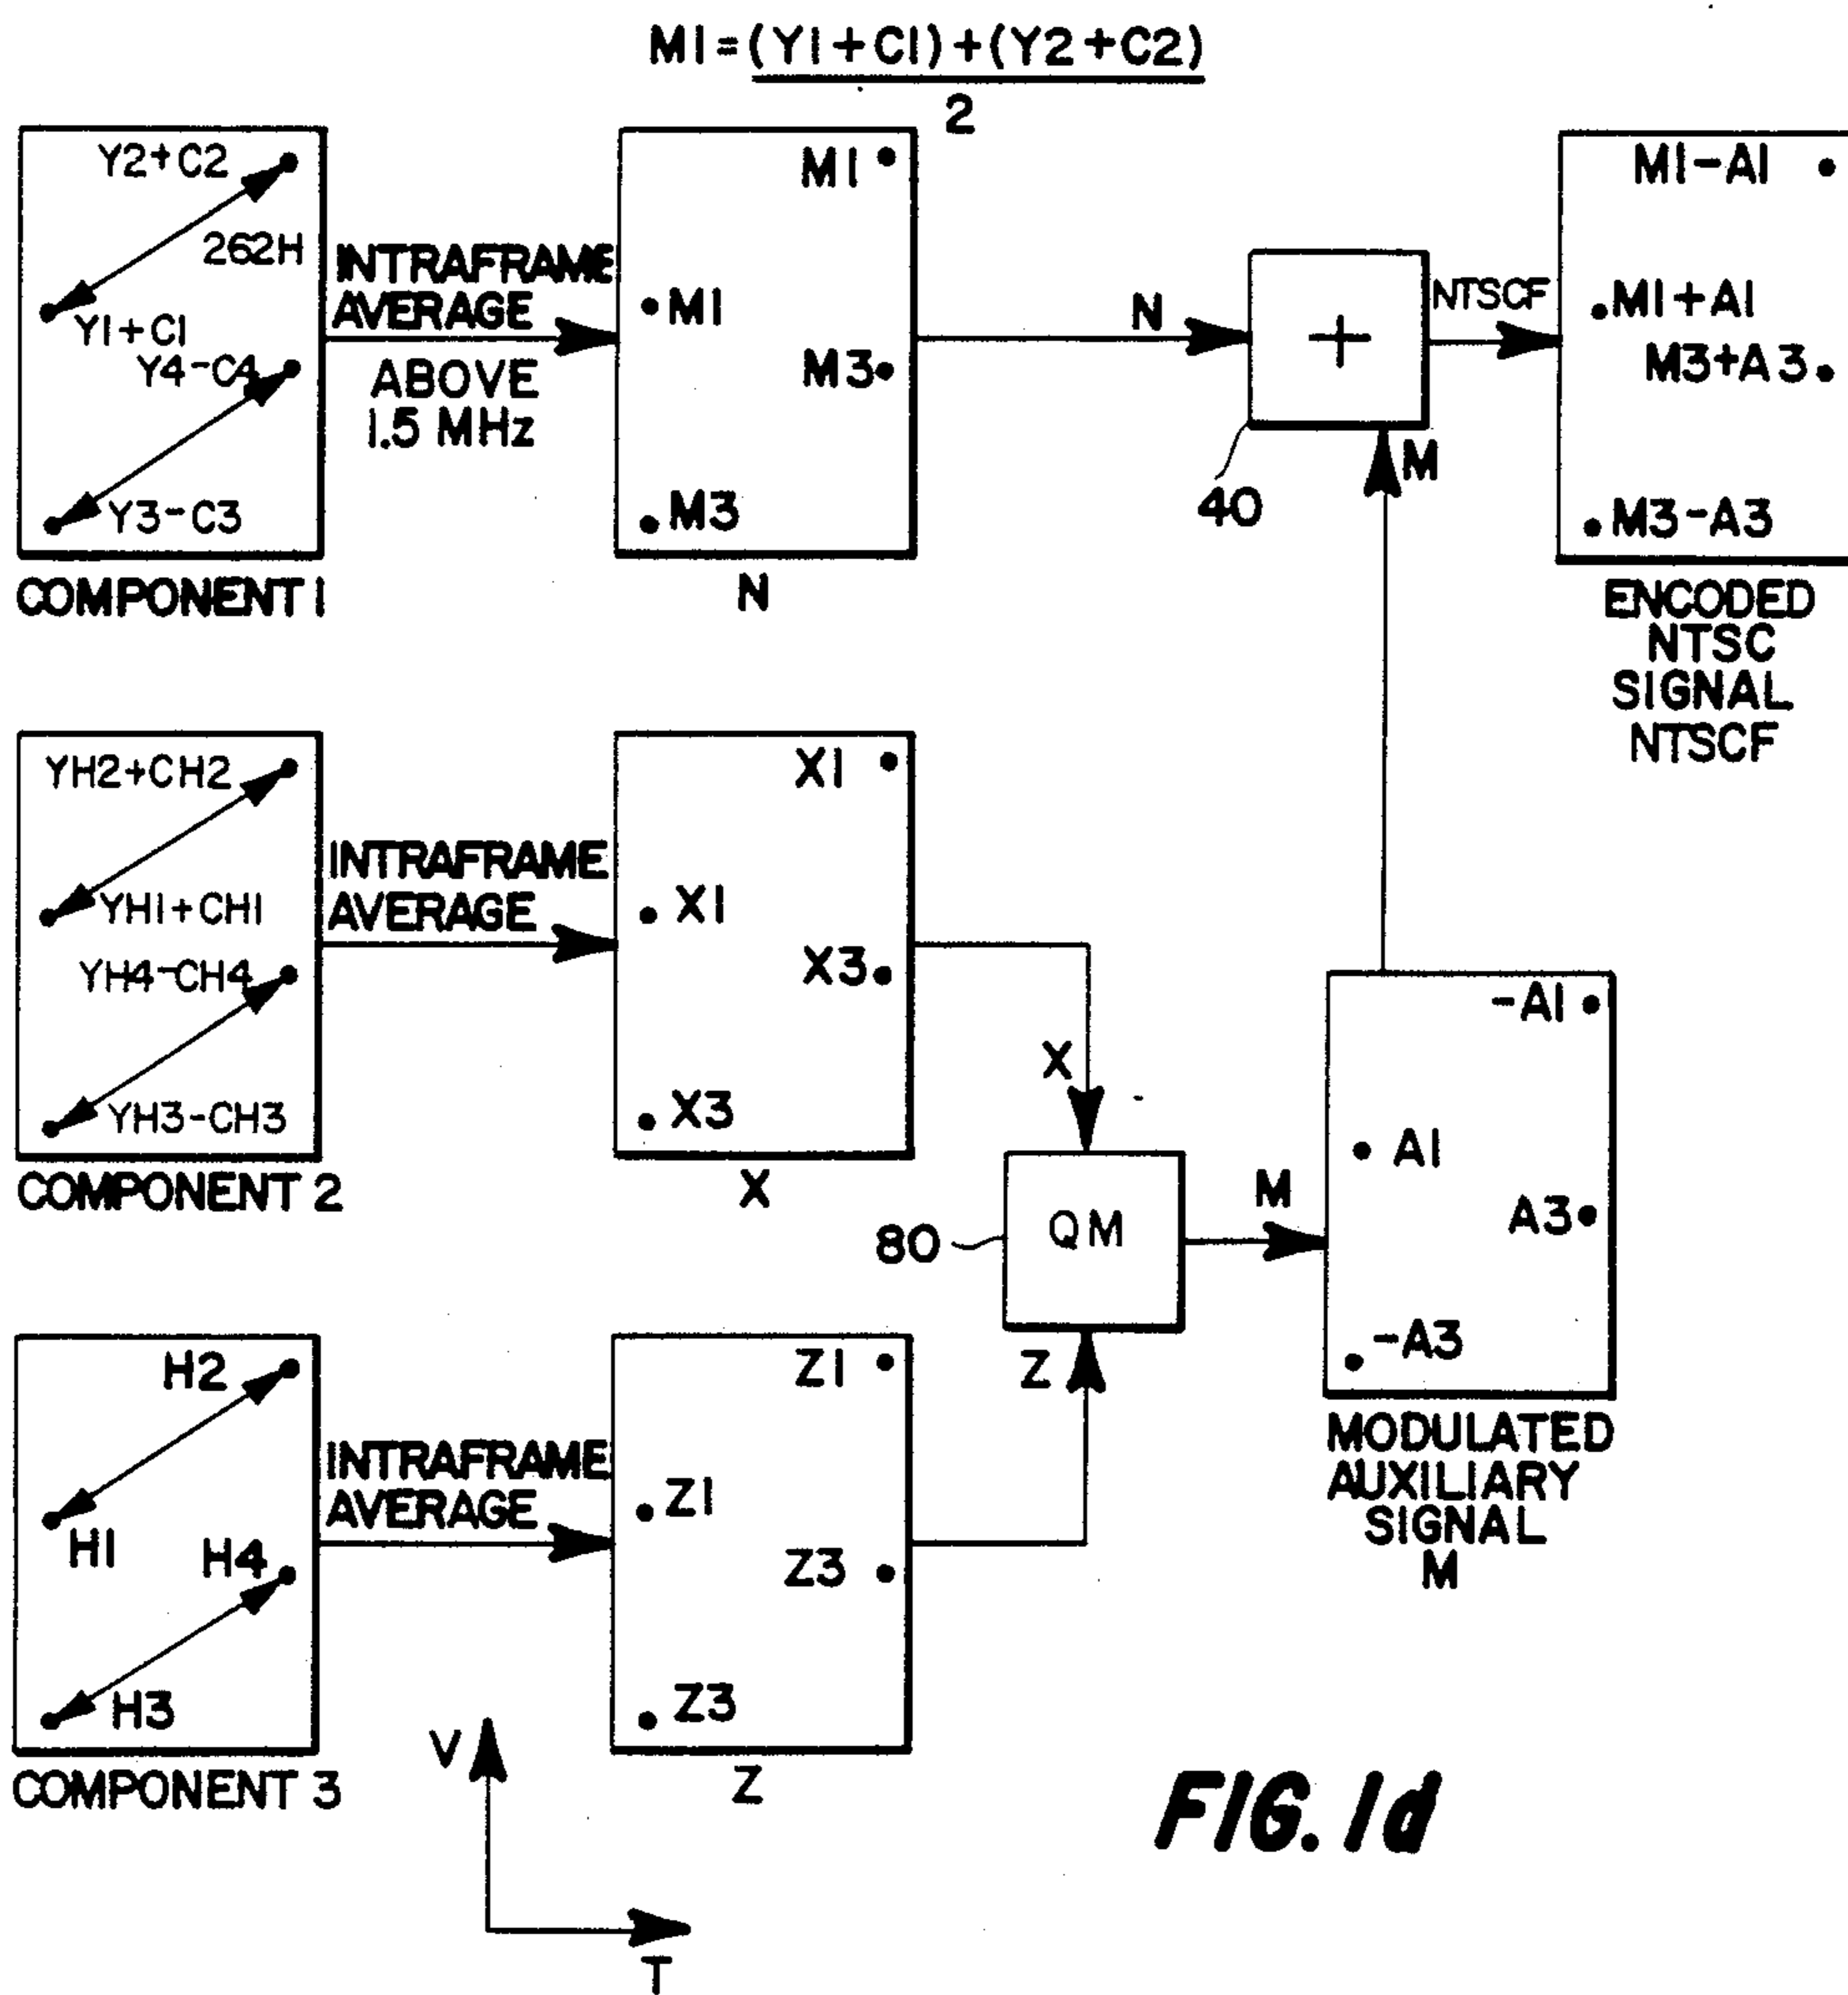 M1=(Y1+C1)+(Y2+C2)
2
Y2+C2
262H
Y1+C1
Y4-C4
Y3-C3
COMPONENT 1
INTRAFRAME
AVERAGE
ABOVE
1.5 MHz
M1
M1
M3
M3
N
N
+
40
M
NTSCF
M1-A1
M1+A1
M3+A3
M3-A3
ENCODED
NTSC
SIGNAL
NTSCF
YH2+CH2
YH1+CH1
YH4-CH4
YH3-CH3
COMPONENT 2
INTRAFRAME
AVERAGE
X1
X1
X3
X3
X
X
QM
80
M
-A1
A1
A3
-A3
MODULATED
AUXILIARY
SIGNAL
M
H2
H1
H4
H3
COMPONENT 3
INTRAFRAME
AVERAGE
Z1
Z1
Z3
Z3
Z
Z
V
T
FIG. 1d